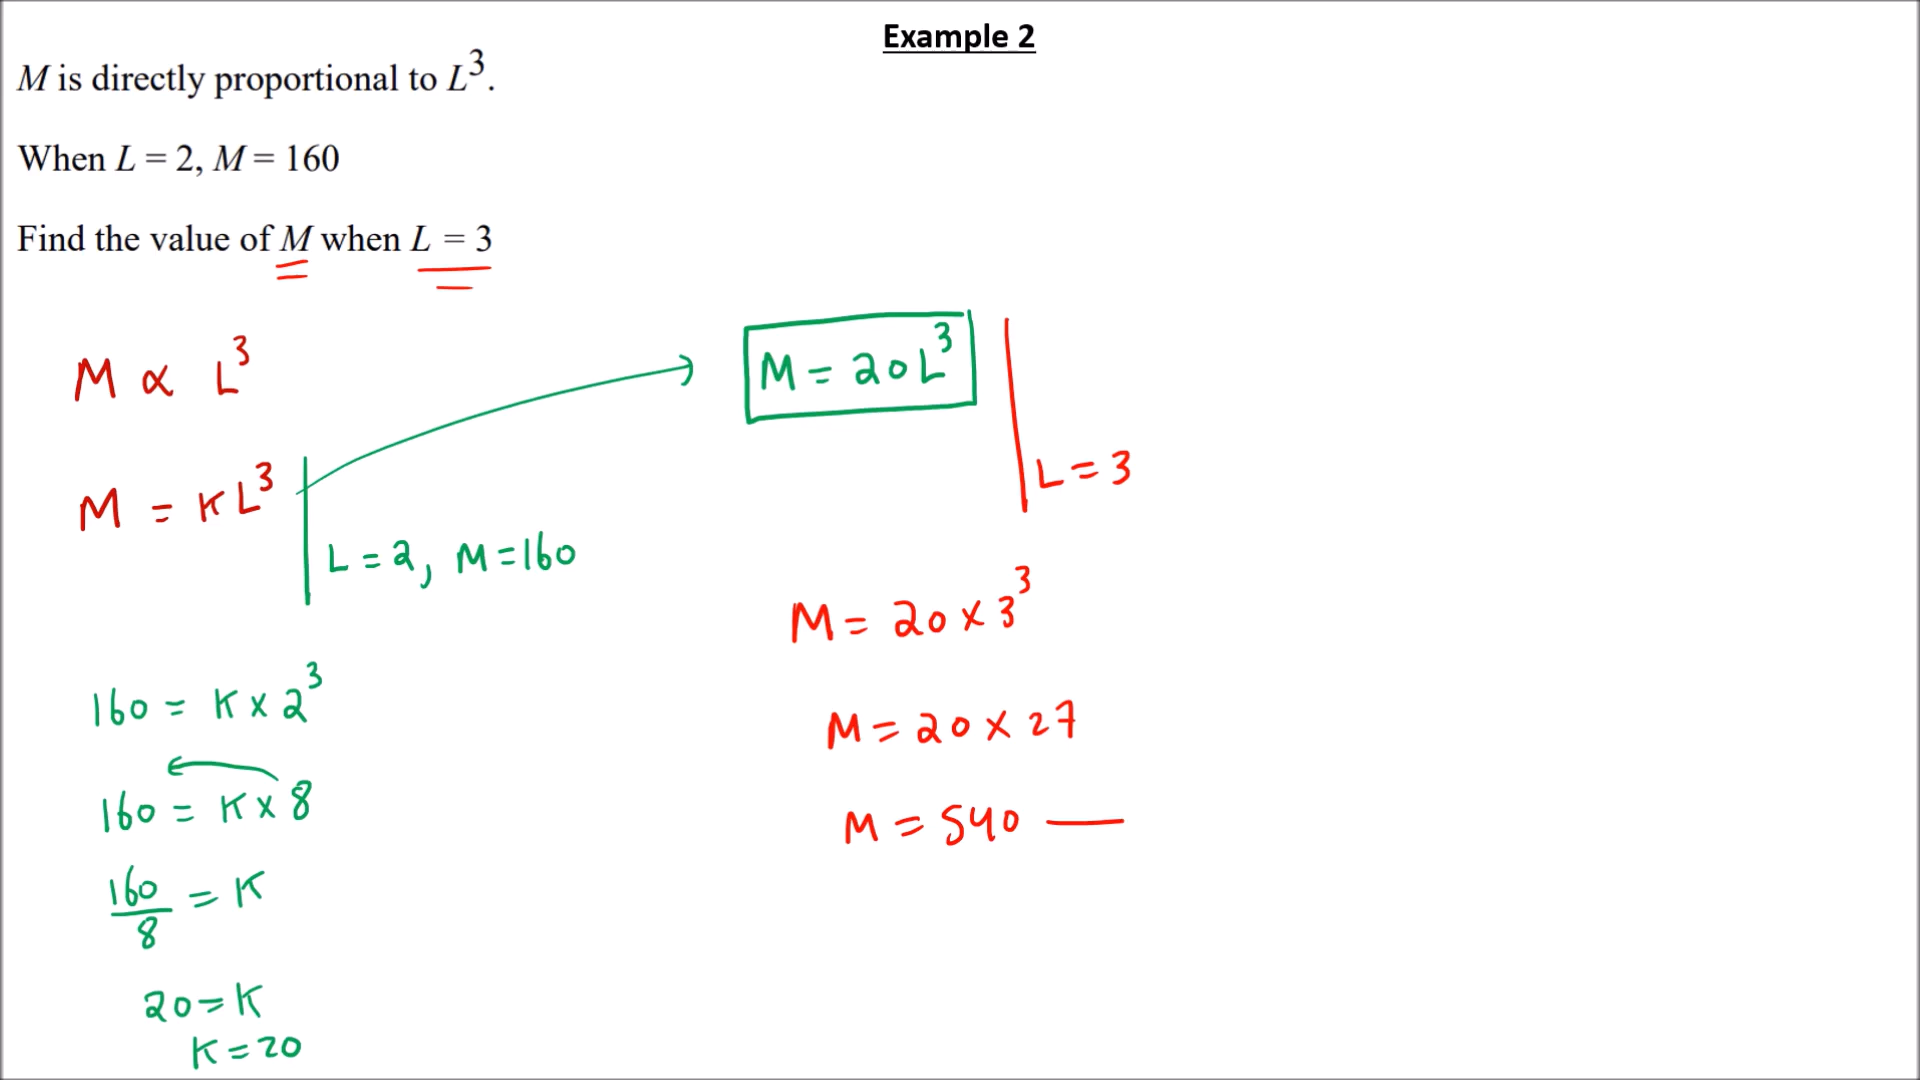 Example 2
M is directly proportional to L³.
When L = 2, M = 160
Find the value of M when L = 3
M ∝ L³
M = KL³
L = 2, M = 160
160 = K × 2³
160 = K × 8
160/8 = K
20 = K
K = 20
M = 20L³
L = 3
M = 20 × 3³
M = 20 × 27
M = 540